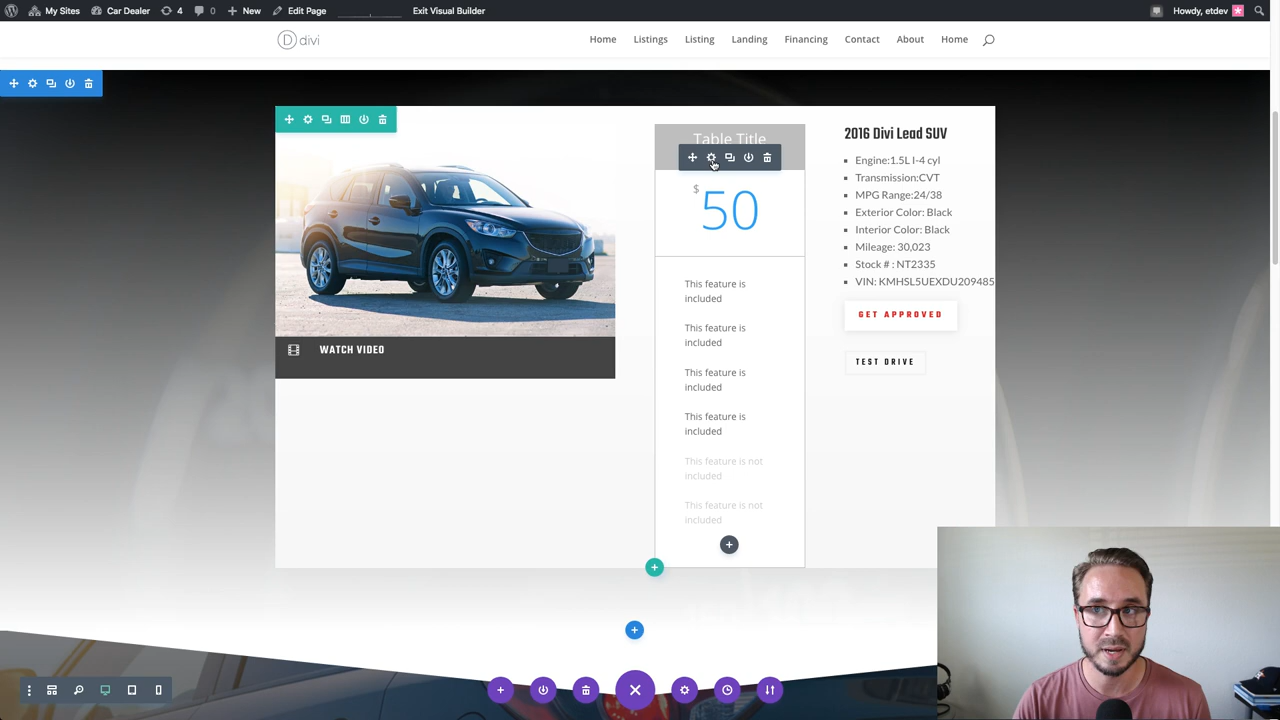 My Sites
Car Dealer
4
0
New
Edit Page
Exit Visual Builder
Howdy, etdev
D divi
Home
Listings
Listing
Landing
Financing
Contact
About
Home
Table Title
$
50
This feature is
included
This feature is
included
This feature is
included
This feature is
included
This feature is not
included
This feature is not
included
WATCH VIDEO
2016 Divi Lead SUV
Engine:1.5L I-4 cyl
Transmission:CVT
MPG Range:24/38
Exterior Color: Black
Interior Color: Black
Mileage: 30,023
Stock # : NT2335
VIN: KMHSL5UEXDU209485
GET APPROVED
TEST DRIVE